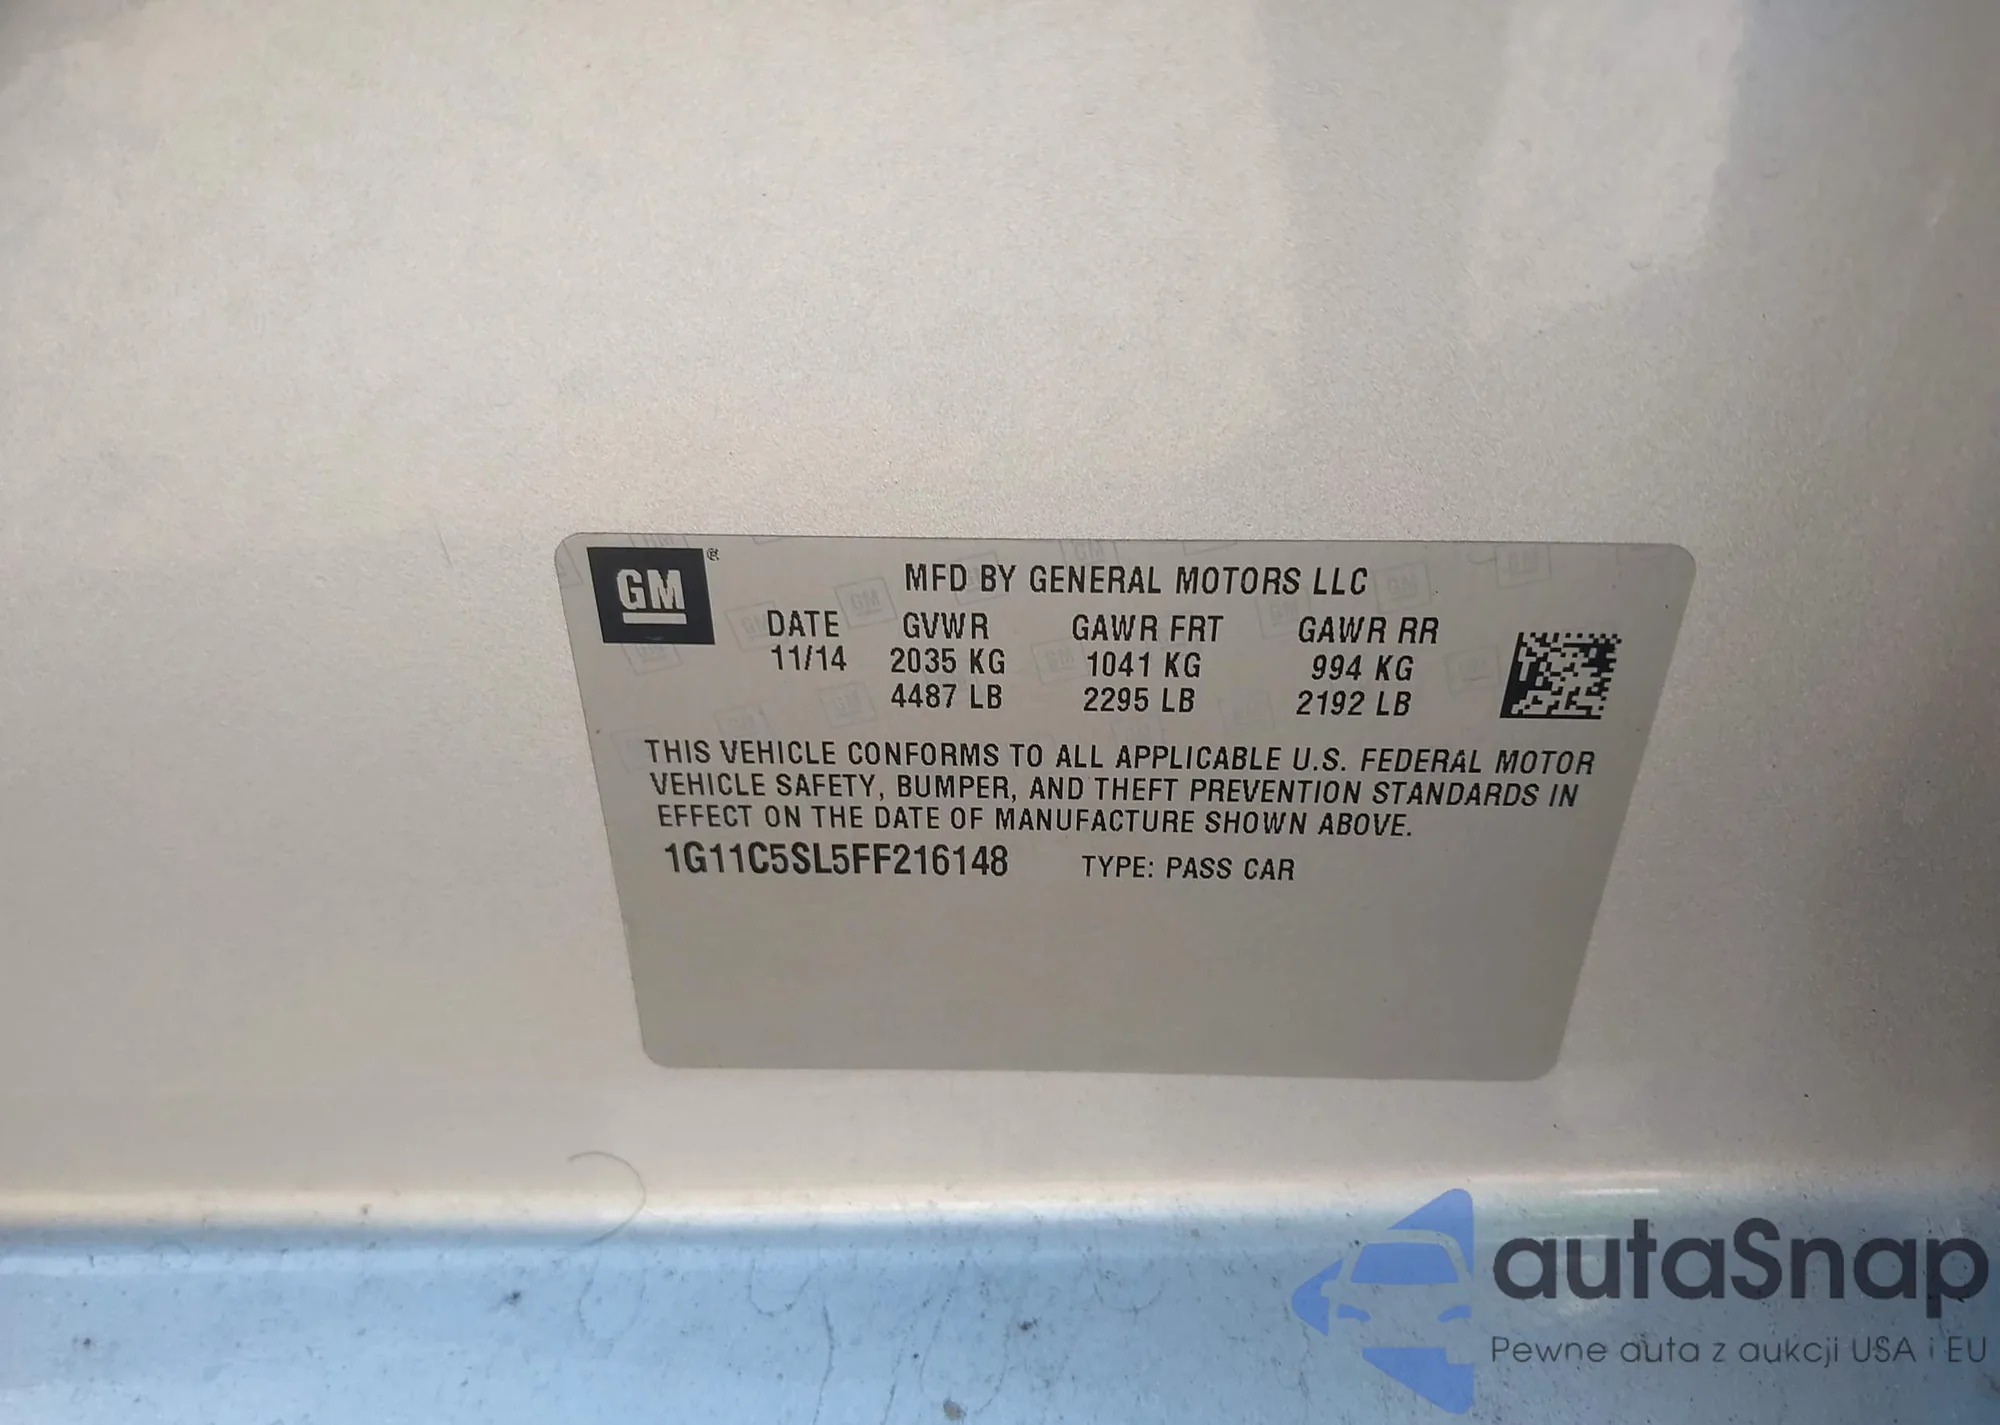 GM ®
MFD BY GENERAL MOTORS LLC
DATE GVWR GAWR FRT GAWR RR
11/14 2035 KG 1041 KG 994 KG
4487 LB 2295 LB 2192 LB
THIS VEHICLE CONFORMS TO ALL APPLICABLE U.S. FEDERAL MOTOR
VEHICLE SAFETY, BUMPER, AND THEFT PREVENTION STANDARDS IN
EFFECT ON THE DATE OF MANUFACTURE SHOWN ABOVE.
1G11C5SL5FF216148 TYPE: PASS CAR
autaSnap
Pewne auta z aukcji USA i EU